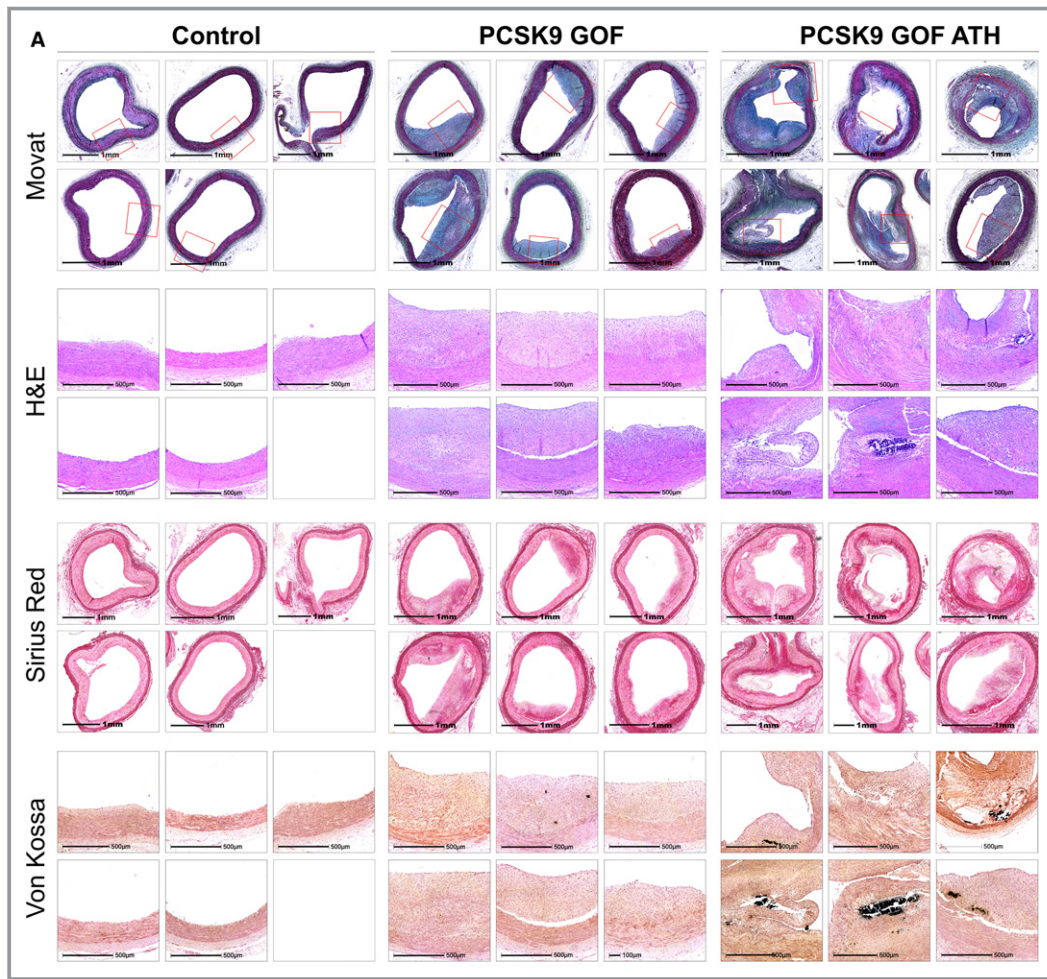 A Control PCSK9 GOF PCSK9 GOF ATH
Movat
1mm 1mm 1mm 1mm 1mm 1mm 1mm 1mm 1mm
1mm 1mm 1mm 1mm 1mm 1mm 1mm 1mm
H&E
500µm 500µm 500µm 500µm 500µm 500µm 500µm 500µm 500µm
500µm 500µm 500µm 500µm 500µm 500µm 500µm 500µm
Sirius Red
1mm 1mm 1mm 1mm 1mm 1mm 1mm 1mm 1mm
1mm 1mm 1mm 1mm 1mm 1mm 1mm 1mm
Von Kossa
500µm 500µm 500µm 500µm 500µm 500µm 500µm 500µm 500µm
500µm 500µm 500µm 500µm 100µm 500µm 500µm 500µm